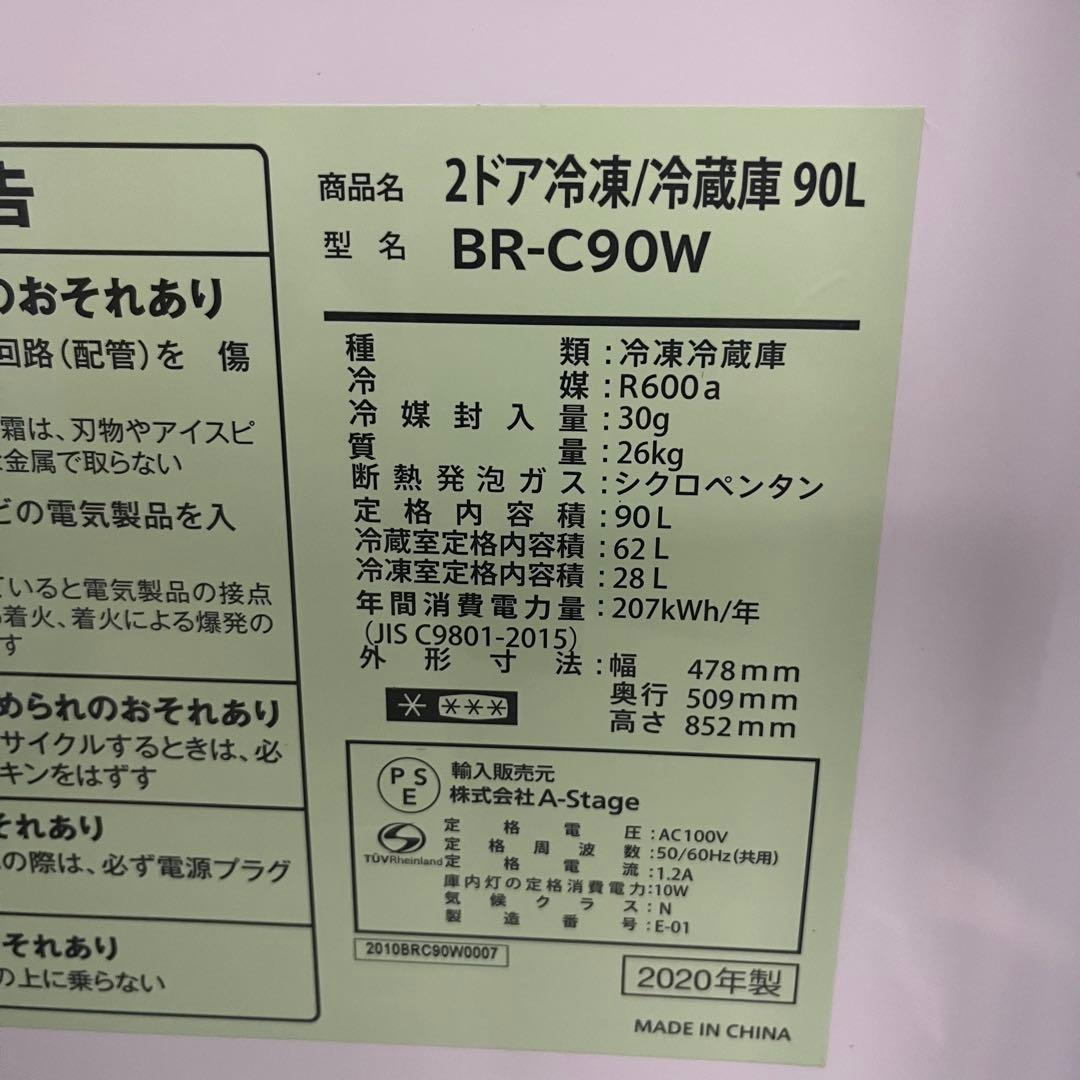 告
のおそれあり
回路(配管)を 傷
霜は、刃物やアイスピ
金属で取らない
どの電気製品を入
ていると電気製品の接点
着火、着火による爆発の
す
められのおそれあり
サイクルするときは、必
キンをはずす
それあり
の際は、必ず電源プラグ
それあり
の上に乗らない
商品名 2ドア冷凍/冷蔵庫 90L
型名 BR-C90W
種類:冷凍冷蔵庫
冷媒:R600a
冷媒封入量:30g
質量:26kg
断熱発泡ガス:シクロペンタン
定格内容積:90L
冷蔵室定格内容積:62L
冷凍室定格内容積:28L
年間消費電力量:207kWh/年
(JIS C9801-2015)
外形寸法:幅 478mm
奥行 509mm
高さ 852mm
PSE
輸入販売元
株式会社A-Stage
TÜVRheinland
定格電圧:AC100V
定格周波数:50/60Hz(共用)
定格電流:1.2A
庫内灯の定格消費電力:10W
気候クラス:N
製造番号:E-01
2010BRC90W0007
2020年製
MADE IN CHINA